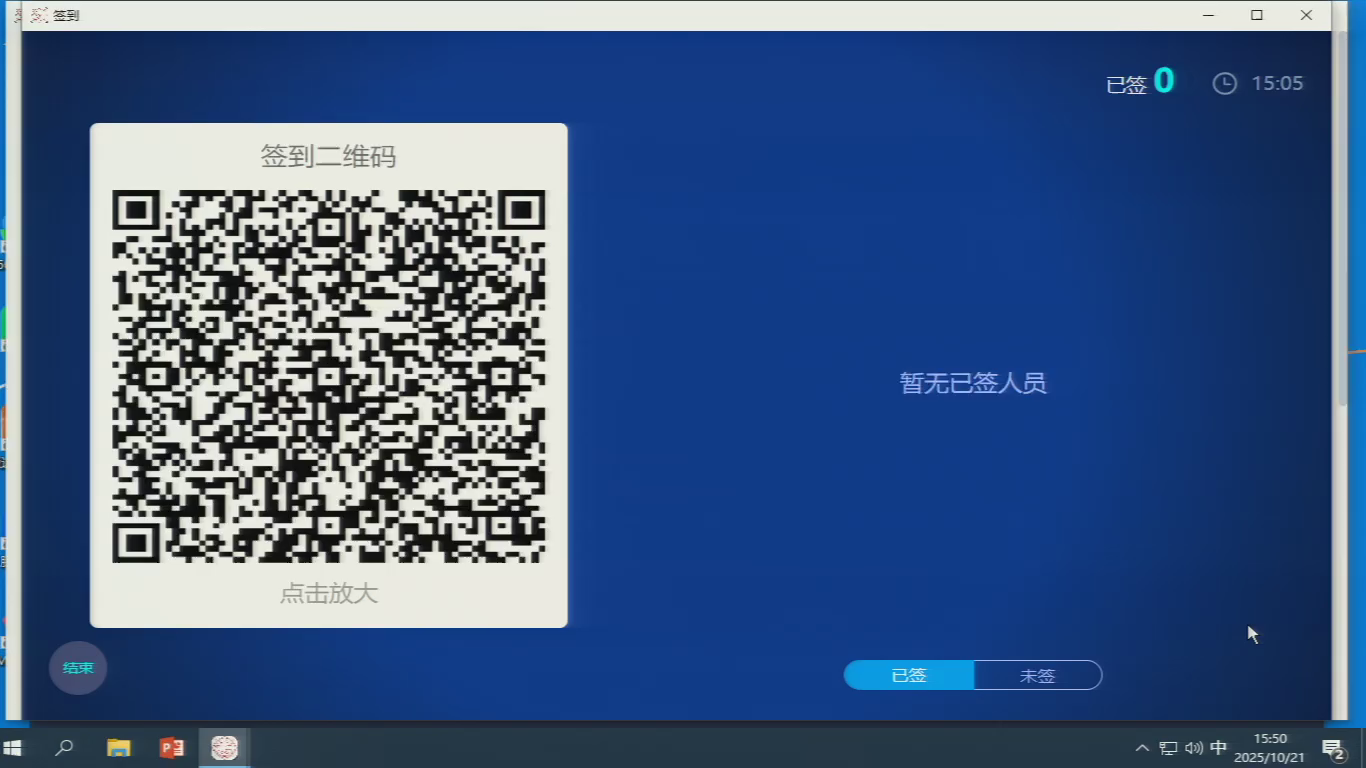 签到
已签 0
15:05
签到二维码
暂无已签人员
点击放大
结束
已签
未签
中
15:50
2025/10/21
2